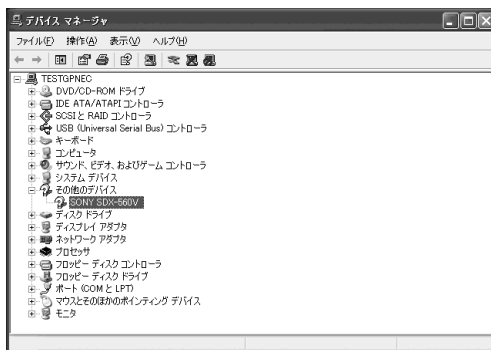 デバイス マネージャ
ファイル(F) 操作(A) 表示(V) ヘルプ(H)
TESTGPNEC
DVD/CD-ROM ドライブ
IDE ATA/ATAPI コントローラ
SCSI と RAID コントローラ
USB (Universal Serial Bus) コントローラ
キーボード
コンピュータ
サウンド、ビデオ、およびゲーム コントローラ
システム デバイス
その他のデバイス
SONY SDX-560V
ディスク ドライブ
ディスプレイ アダプタ
ネットワーク アダプタ
プロセッサ
フロッピー ディスク コントローラ
フロッピー ディスク ドライブ
ポート (COM と LPT)
マウスとそのほかのポインティング デバイス
モニタ